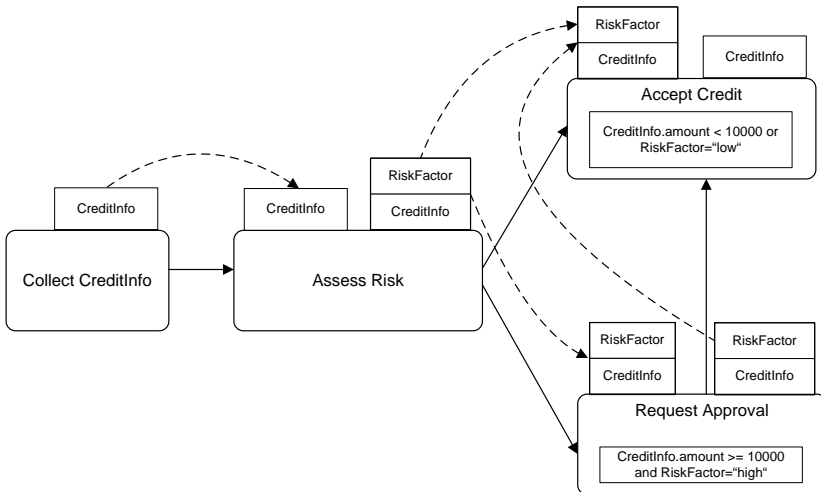 RiskFactor
CreditInfo
CreditInfo
Accept Credit
CreditInfo.amount < 10000 or
RiskFactor=“low“
CreditInfo
CreditInfo
RiskFactor
CreditInfo
Collect CreditInfo
Assess Risk
RiskFactor
CreditInfo
RiskFactor
CreditInfo
Request Approval
CreditInfo.amount >= 10000
and RiskFactor=“high“